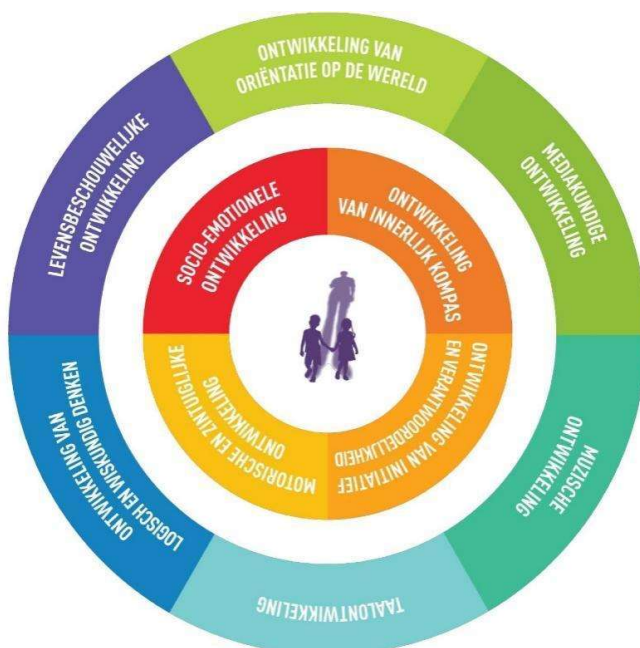 ONTWIKKELING VAN
ORIËNTATIE OP DE WERELD
MEDIAKUNDIGE
ONTWIKKELING
MUZISCHE
ONTWIKKELING
TAALONTWIKKELING
ONTWIKKELING VAN
LOGISCH EN WISKUNDIG DENKEN
LEVENSBESCHOUWELIJKE
ONTWIKKELING
SOCIO-EMOTIONELE
ONTWIKKELING
ONTWIKKELING
VAN INNERLIJK KOMPAS
ONTWIKKELING VAN INITIATIEF
EN VERANTWOORDELIJKHEID
MOTORISCHE EN ZINTUIGLIJKE
ONTWIKKELING